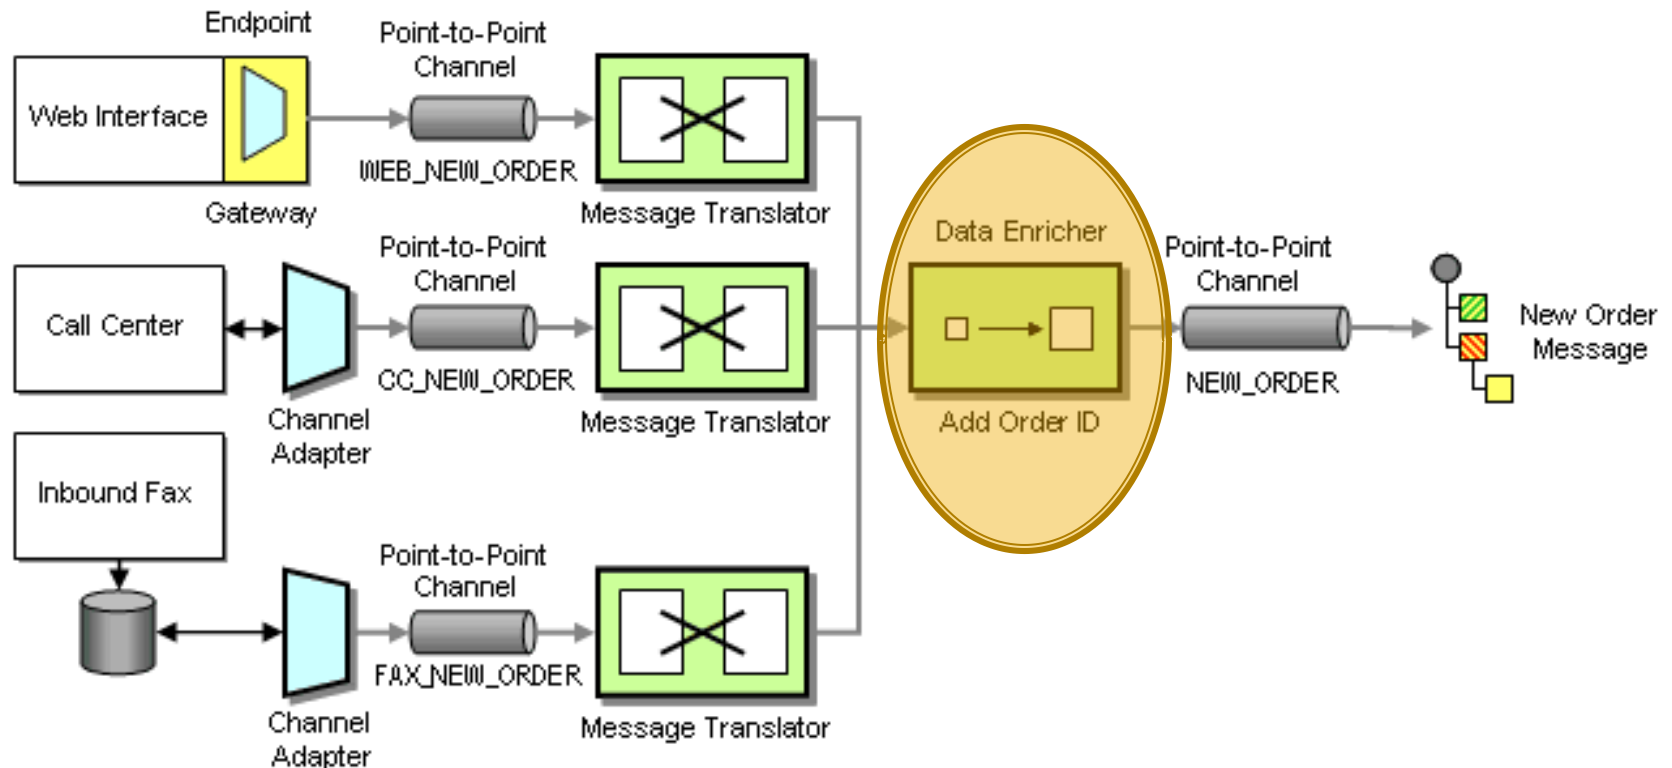 Endpoint
Point-to-Point
Channel
Web Interface
WEB_NEW_ORDER
Gateway
Message Translator
Point-to-Point
Channel
Data Enricher
Point-to-Point
Channel
Call Center
New Order
Message
CC_NEW_ORDER
NEW_ORDER
Channel
Adapter
Message Translator
Add Order ID
Inbound Fax
Point-to-Point
Channel
FAX_NEW_ORDER
Channel
Adapter
Message Translator